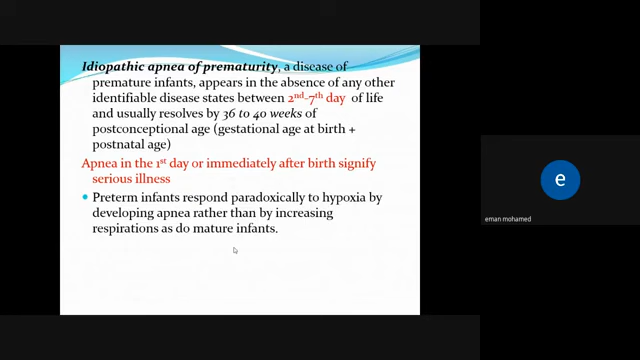 Idiopathic apnea of prematurity, a disease of
premature infants, appears in the absence of any other
identifiable disease states between 2nd-7th day of life
and usually resolves by 36 to 40 weeks of
postconceptional age (gestational age at birth +
postnatal age)
Apnea in the 1st day or immediately after birth signify
serious illness
Preterm infants respond paradoxically to hypoxia by
developing apnea rather than by increasing
respirations as do mature infants.
e
eman mohamed